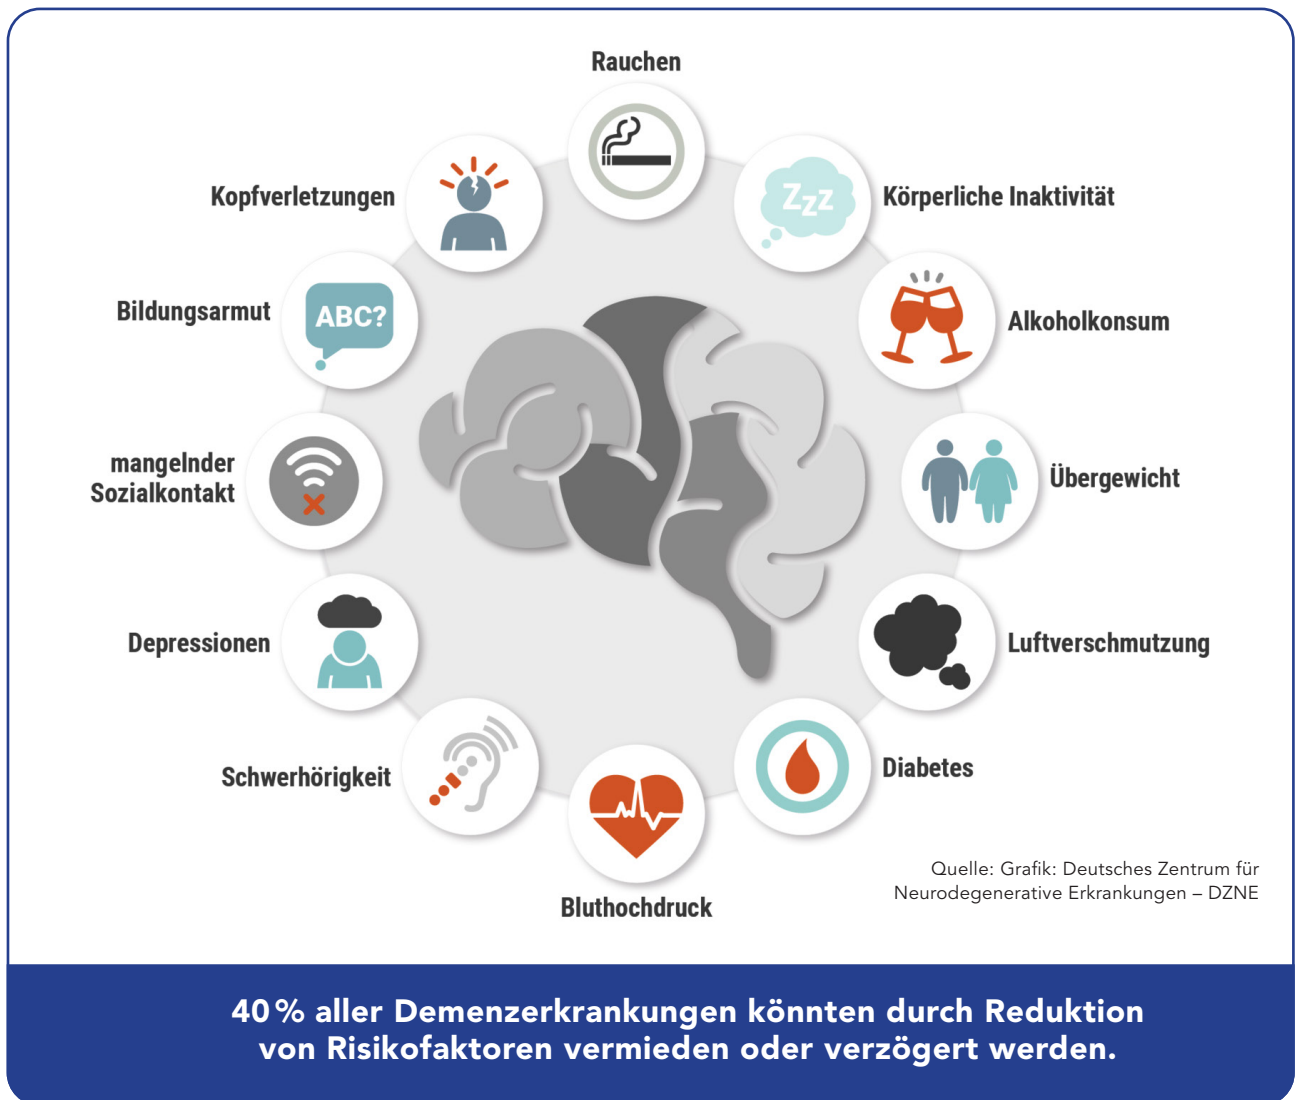 Rauchen
Kopfverletzungen
Körperliche Inaktivität
ZZZ
Bildungsarmut
ABC?
Alkoholkonsum
mangelnder
Sozialkontakt
Übergewicht
Depressionen
Luftverschmutzung
Schwerhörigkeit
Diabetes
Bluthochdruck
Quelle: Grafik: Deutsches Zentrum für
Neurodegenerative Erkrankungen – DZNE
40 % aller Demenzerkrankungen könnten durch Reduktion
von Risikofaktoren vermieden oder verzögert werden.